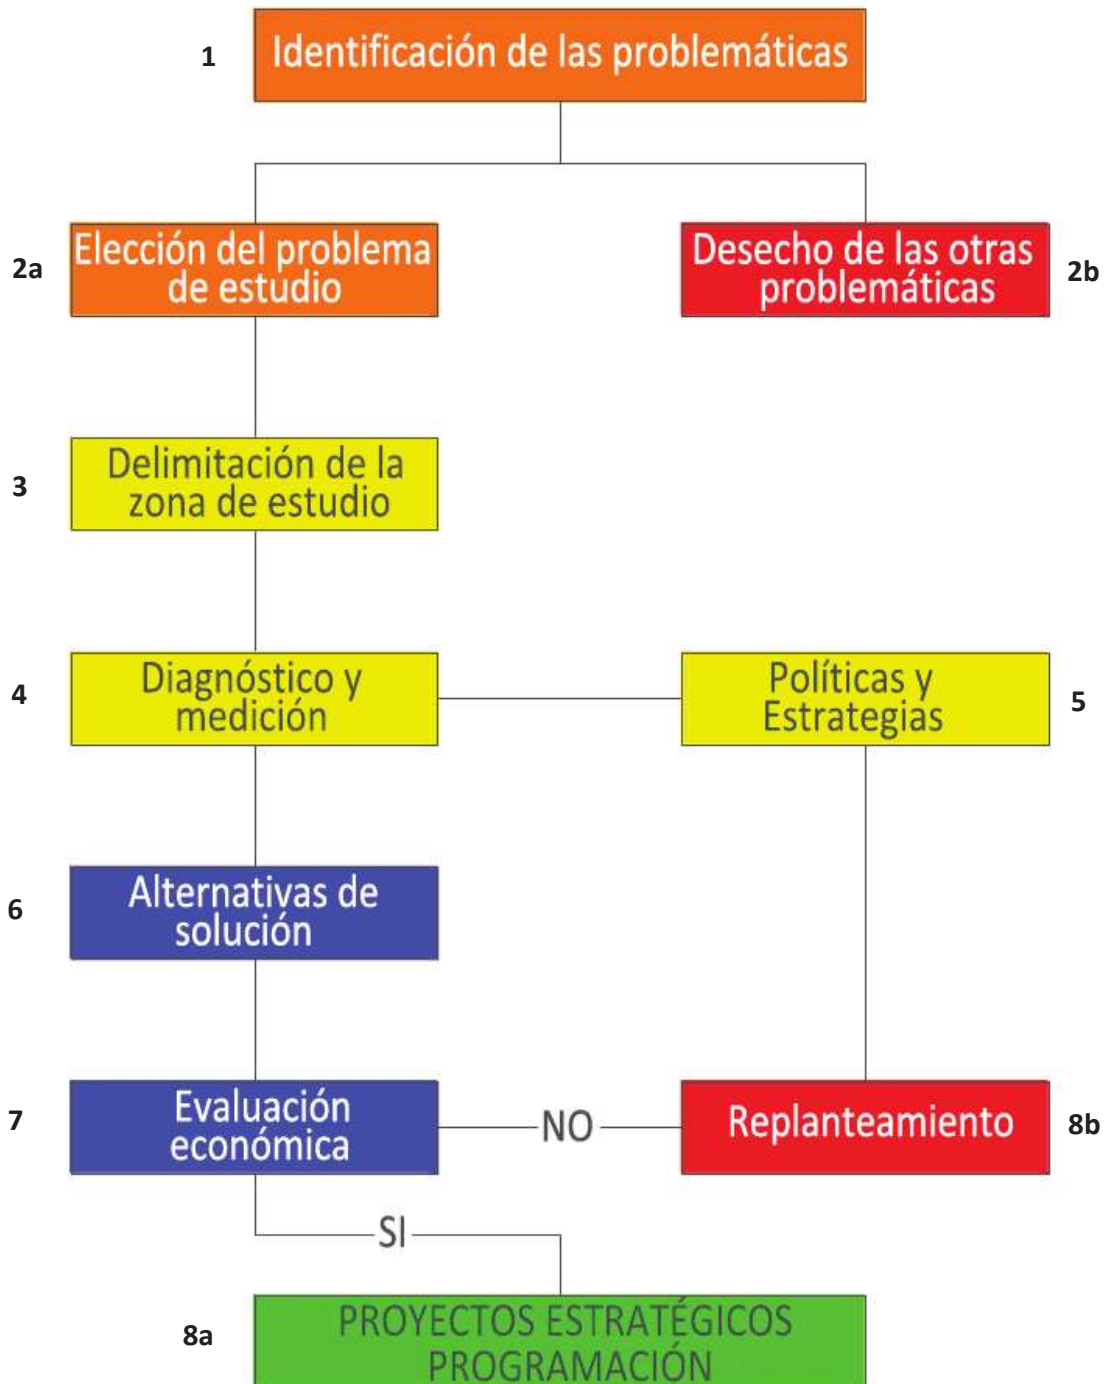 1
Identificación de las problemáticas
2a
Elección del problema
de estudio
Desecho de las otras
problemáticas
2b
3
Delimitación de la
zona de estudio
4
Diagnóstico y
medición
Políticas y
Estrategias
5
6
Alternativas de
solución
7
Evaluación
económica
NO
Replanteamiento
8b
SI
8a
PROYECTOS ESTRATÉGICOS
PROGRAMACIÓN